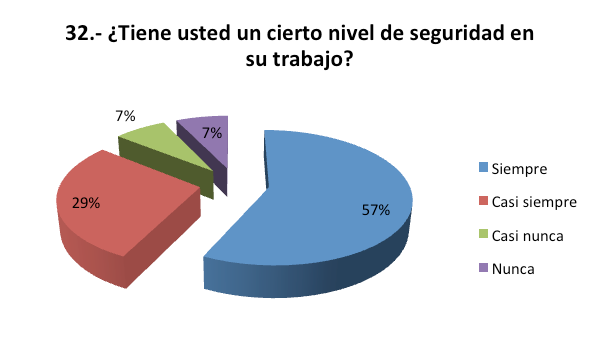 32.- ¿Tiene usted un cierto nivel de seguridad en
su trabajo?
7%
7%
29%
57%
Siempre
Casi siempre
Casi nunca
Nunca